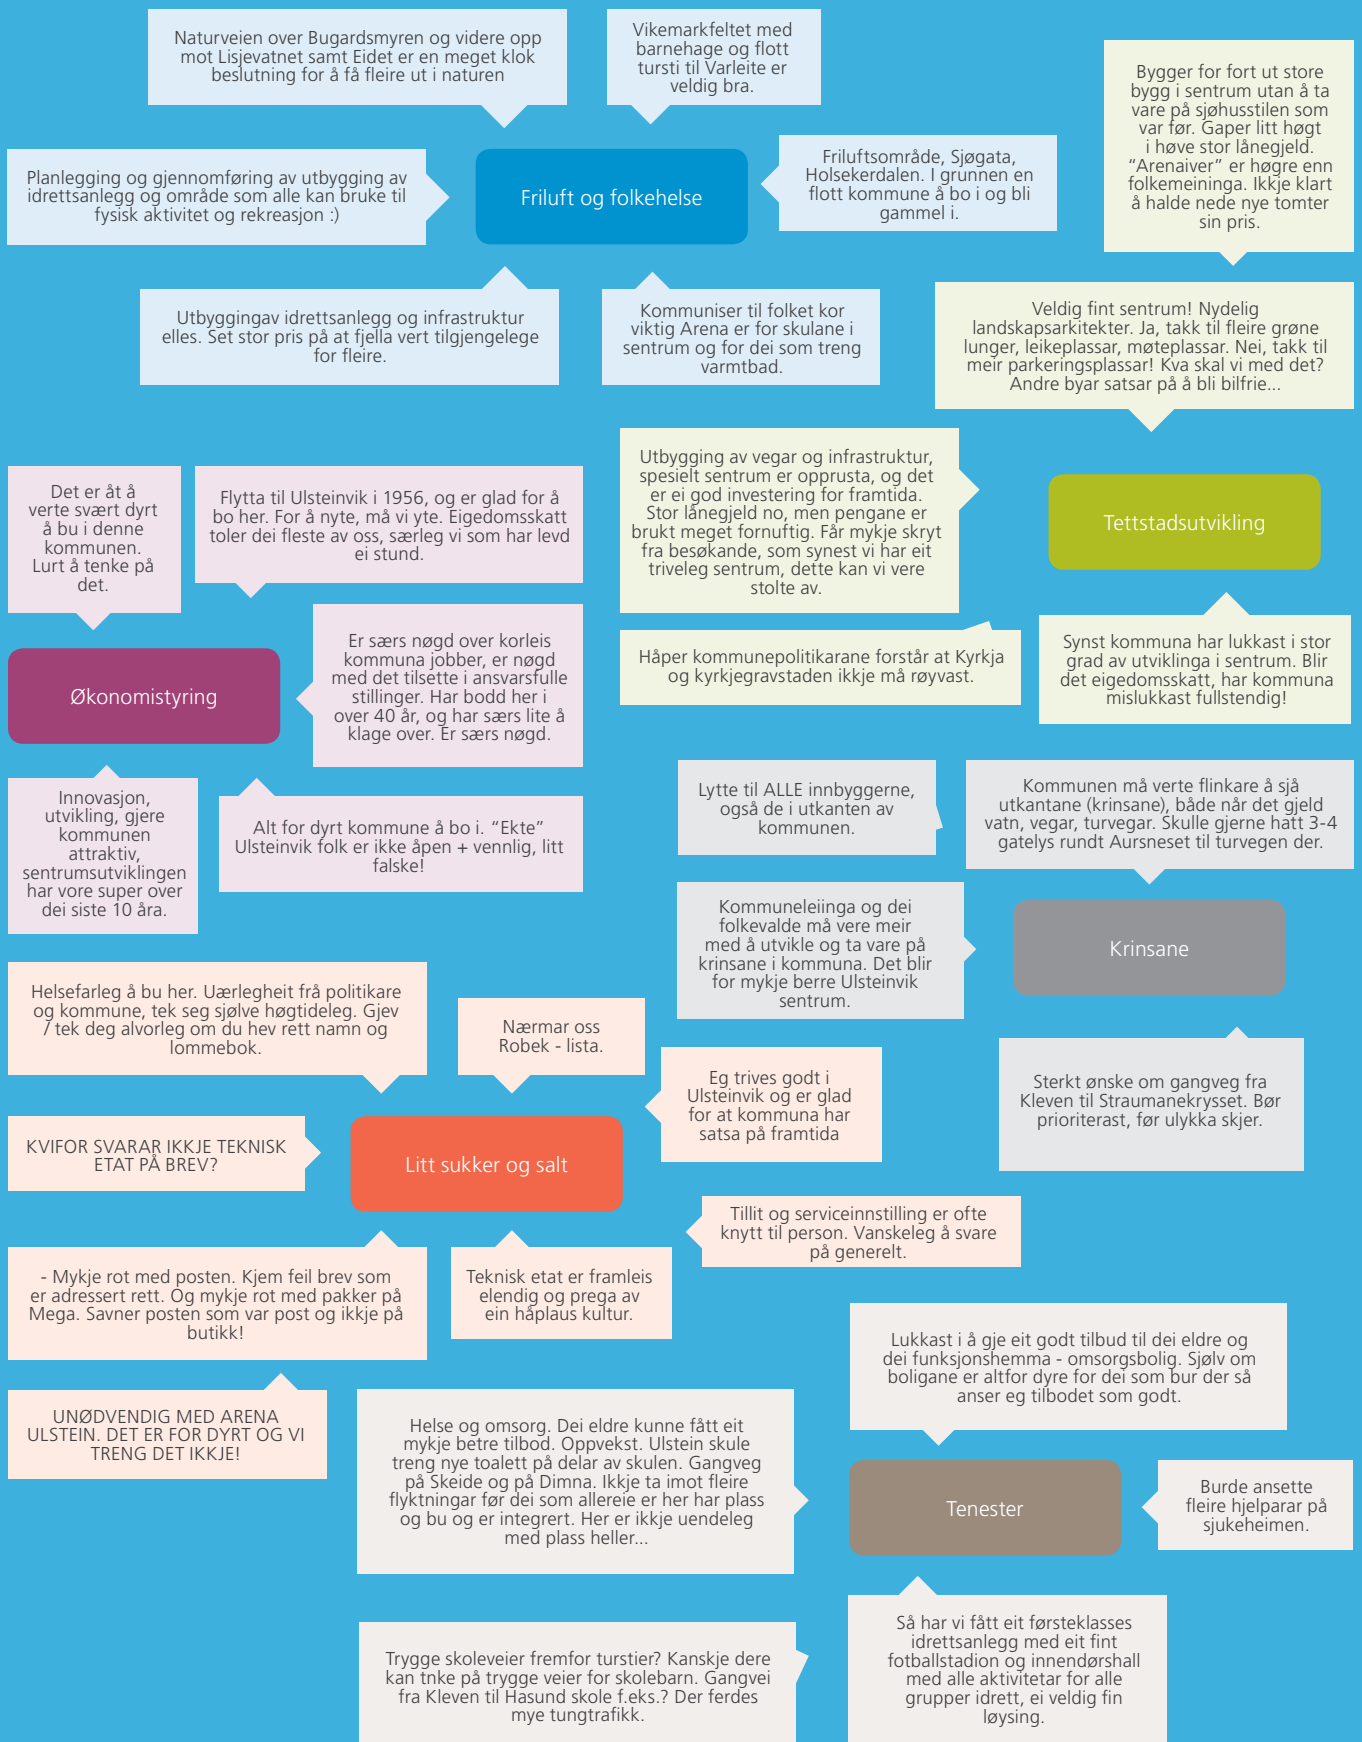 Naturveien over Bugardsmyren og videre opp
mot Lisjevatnet samt Eidet er en meget klok
beslutning for å få fleire ut i naturen
Vikemarkfeltet med
barnehage og flott
tursti til Varleite er
veldig bra.
Bygger for fort ut store
bygg i sentrum utan å ta
vare på sjøhusstilen som
var før. Gaper litt høgt
i høve stor lånegjeld.
“Arenaiver” er høgre enn
folkemeininga. Ikkje klart
å halde nede nye tomter
sin pris.
Planlegging og gjennomføring av utbygging av
idrettsanlegg og område som alle kan bruke til
fysisk aktivitet og rekreasjon :)
Friluft og folkehelse
Friluftsområde, Sjøgata,
Holsekerdalen. I grunnen en
flott kommune å bo i og bli
gammel i.
Utbyggingav idrettsanlegg og infrastruktur
elles. Set stor pris på at fjella vert tilgjengelege
for fleire.
Kommuniser til folket kor
viktig Arena er for skulane i
sentrum og for dei som treng
varmtbad.
Veldig fint sentrum! Nydelig
landskapsarkitekter. Ja, takk til fleire grøne
lunger, leikeplassar, møteplassar. Nei, takk til
meir parkeringsplassar! Kva skal vi med det?
Andre byar satsar på å bli bilfrie...
Utbygging av vegar og infrastruktur,
spesielt sentrum er opprusta, og det
er ei god investering for framtida.
Stor lånegjeld no, men pengane er
brukt meget fornuftig. Får mykje skryt
fra besøkande, som synest vi har eit
triveleg sentrum, dette kan vi vere
stolte av.
Tettstadsutvikling
Det er åt å
verte svært dyrt
å bu i denne
kommunen.
Lurt å tenke på
det.
Flytta til Ulsteinvik i 1956, og er glad for å
bo her. For å nyte, må vi yte. Eigedomsskatt
toler dei fleste av oss, særleg vi som har levd
ei stund.
Er særs nøgd over korleis
kommuna jobber, er nøgd
med det tilsette i ansvarsfulle
stillinger. Har bodd her i
over 40 år, og har særs lite å
klage over. Er særs nøgd.
Håper kommunepolitikarane forstår at Kyrkja
og kyrkjegravstaden ikkje må røyvast.
Synst kommuna har lukkast i stor
grad av utviklinga i sentrum. Blir
det eigedomsskatt, har kommuna
mislukkast fullstendig!
Økonomistyring
Innovasjon,
utvikling, gjere
kommunen
attraktiv,
sentrumsutviklingen
har vore super over
dei siste 10 åra.
Alt for dyrt kommune å bo i. “Ekte”
Ulsteinvik folk er ikke åpen + vennlig, litt
falske!
Lytte til ALLE innbyggerne,
også de i utkanten av
kommunen.
Kommunen må verte flinkare å sjå
utkantane (krinsane), både når det gjeld
vatn, vegar, turvegar. Skulle gjerne hatt 3-4
gatelys rundt Aursneset til turvegen der.
Kommuneleiinga og dei
folkevalde må vere meir
med å utvikle og ta vare på
krinsane i kommuna. Det blir
for mykje berre Ulsteinvik
sentrum.
Krinsane
Sterkt ønske om gangveg fra
Kleven til Straumanekrysset. Bør
prioriterast, før ulykka skjer.
Helsefarleg å bu her. Uærlegheit frå politikare
og kommune, tek seg sjølve høgtideleg. Gjev
/ tek deg alvorleg om du hev rett namn og
lommebok.
Nærmar oss
Robek - lista.
Eg trives godt i
Ulsteinvik og er glad
for at kommuna har
satsa på framtida
KVIFOR SVARAR IKKJE TEKNISK
ETAT PÅ BREV?
Litt sukker og salt
Tillit og serviceinnstilling er ofte
knytt til person. Vanskeleg å svare
på generelt.
- Mykje rot med posten. Kjem feil brev som
er adressert rett. Og mykje rot med pakker på
Mega. Savner posten som var post og ikkje på
butikk!
Teknisk etat er framleis
elendig og prega av
ein håplaus kultur.
UNØDVENDIG MED ARENA
ULSTEIN. DET ER FOR DYRT OG VI
TRENG DET IKKJE!
Lukkast i å gje eit godt tilbud til dei eldre og
dei funksjonshemma - omsorgsbolig. Sjølv om
boligane er altfor dyre for dei som bur der så
anser eg tilbodet som godt.
Helse og omsorg. Dei eldre kunne fått eit
mykje betre tilbod. Oppvekst. Ulstein skule
treng nye toalett på delar av skulen. Gangveg
på Skeide og på Dimna. Ikkje ta imot fleire
flyktningar før dei som allereie er her har plass
og bu og er integrert. Her er ikkje uendeleg
med plass heller...
Tenester
Burde ansette
fleire hjelparar på
sjukeheimen.
Trygge skoleveier fremfor turstier? Kanskje dere
kan tnke på trygge veier for skolebarn. Gangvei
fra Kleven til Hasund skole f.eks.? Der ferdes
mye tungtrafikk.
Så har vi fått eit førsteklasses
idrettsanlegg med eit fint
fotballstadion og innendørshall
med alle aktivitetar for alle
grupper idrett, ei veldig fin
løysing.